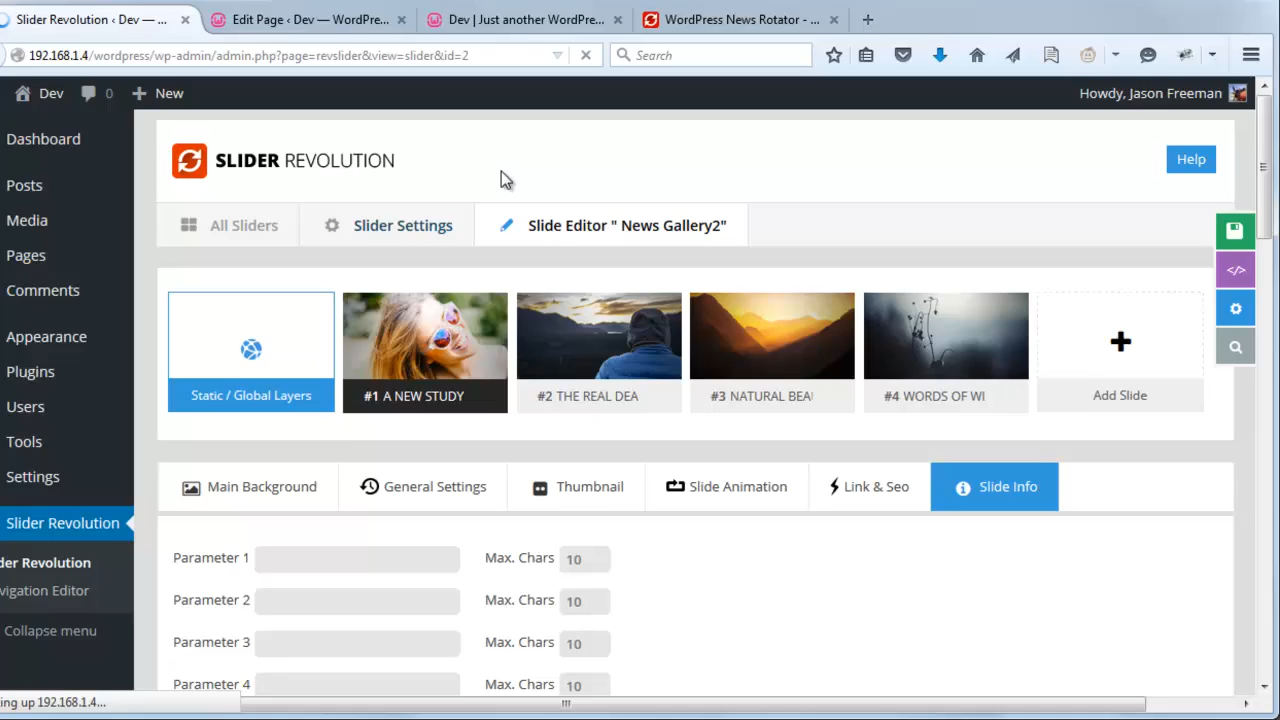 Slider Revolution ‹ Dev — ...
Edit Page ‹ Dev — WordPre...
Dev | Just another WordPre...
WordPress News Rotator - ...
192.168.1.4/wordpress/wp-admin/admin.php?page=revslider&view=slider&id=2
Search
Dev
0
New
Howdy, Jason Freeman
Dashboard
Posts
Media
Pages
Comments
Appearance
Plugins
Users
Tools
Settings
Slider Revolution
der Revolution
vigation Editor
Collapse menu
SLIDER REVOLUTION
Help
All Sliders
Slider Settings
Slide Editor " News Gallery2"
</>
Static / Global Layers
#1 A NEW STUDY
#2 THE REAL DEA
#3 NATURAL BEAU
#4 WORDS OF WI
Add Slide
Main Background
General Settings
Thumbnail
Slide Animation
Link & Seo
Slide Info
Parameter 1
Max. Chars
10
Parameter 2
Max. Chars
10
Parameter 3
Max. Chars
10
Parameter 4
Max. Chars
10
ing up 192.168.1.4...